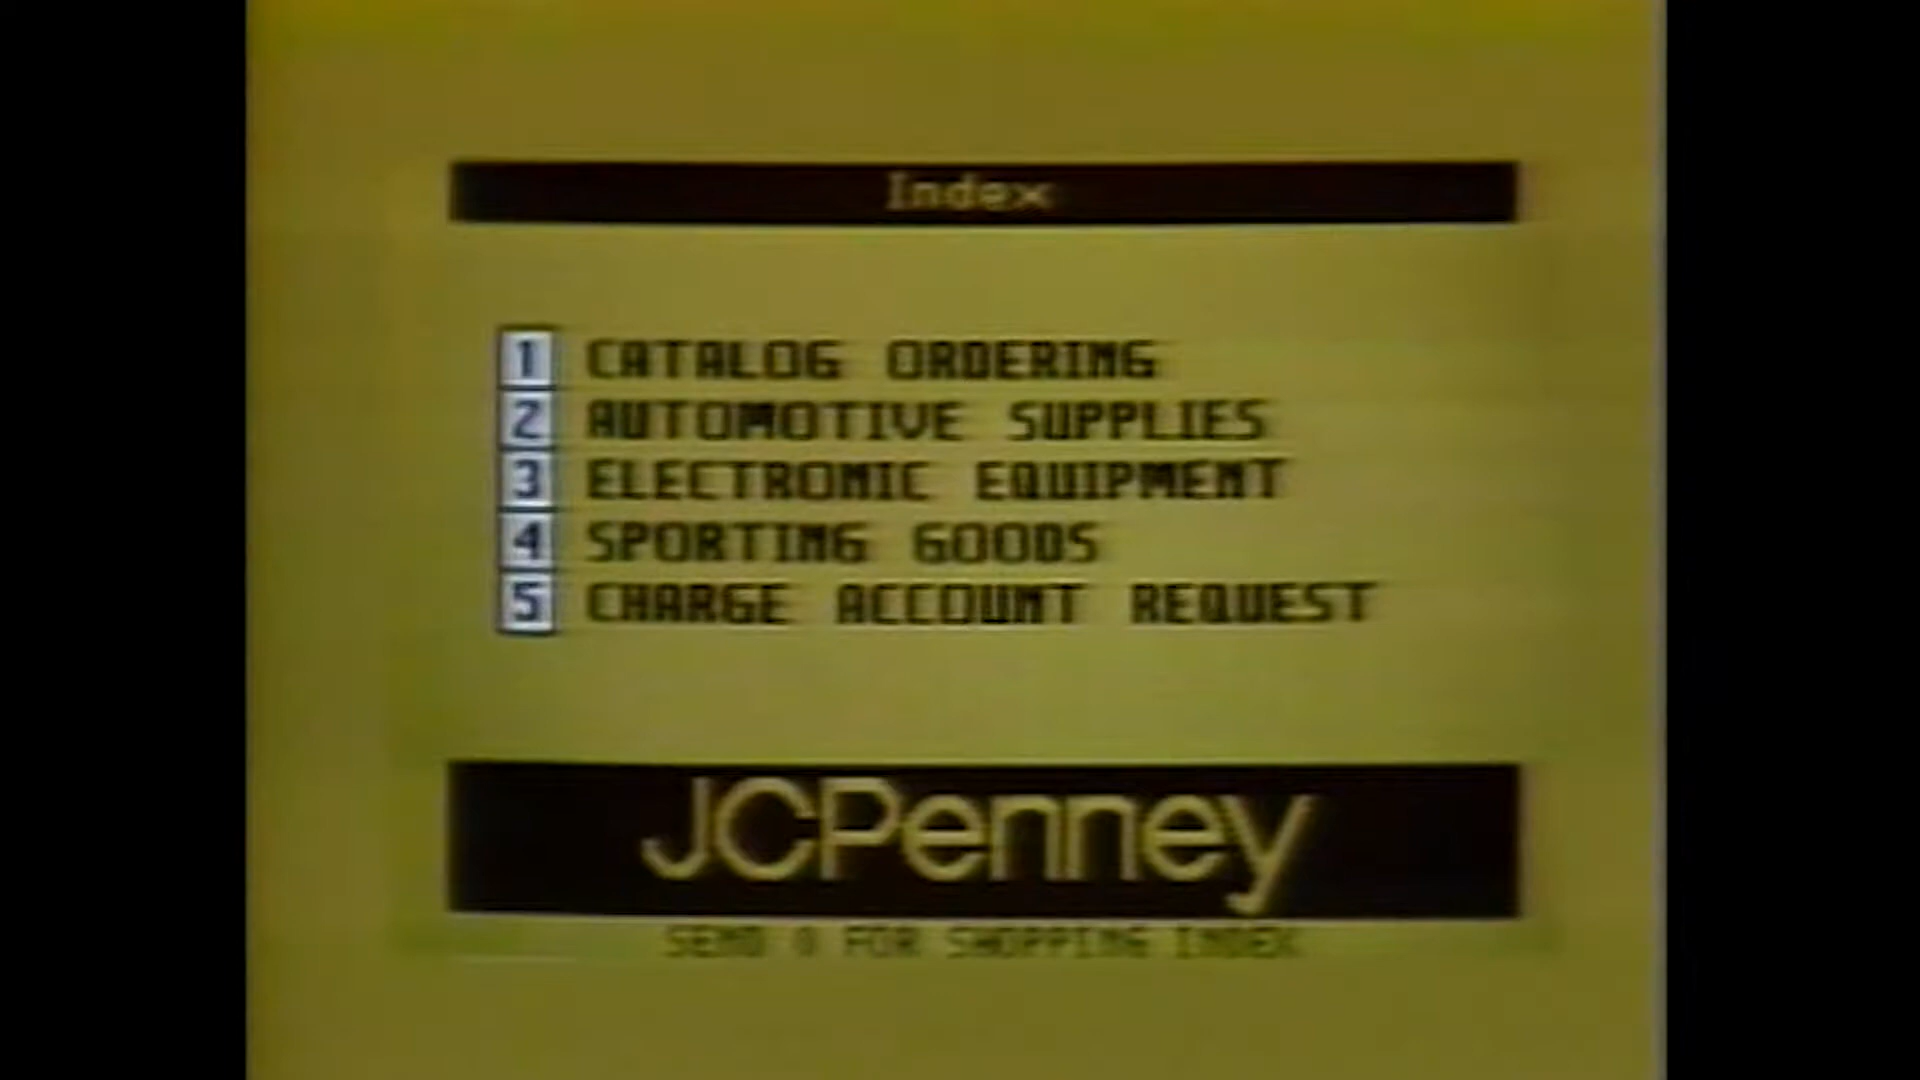 Index
1 CATALOG ORDERING
2 AUTOMOTIVE SUPPLIES
3 ELECTRONIC EQUIPMENT
4 SPORTING GOODS
5 CHARGE ACCOUNT REQUEST
JCPenney
SEND 0 FOR SHOPPING INDEX